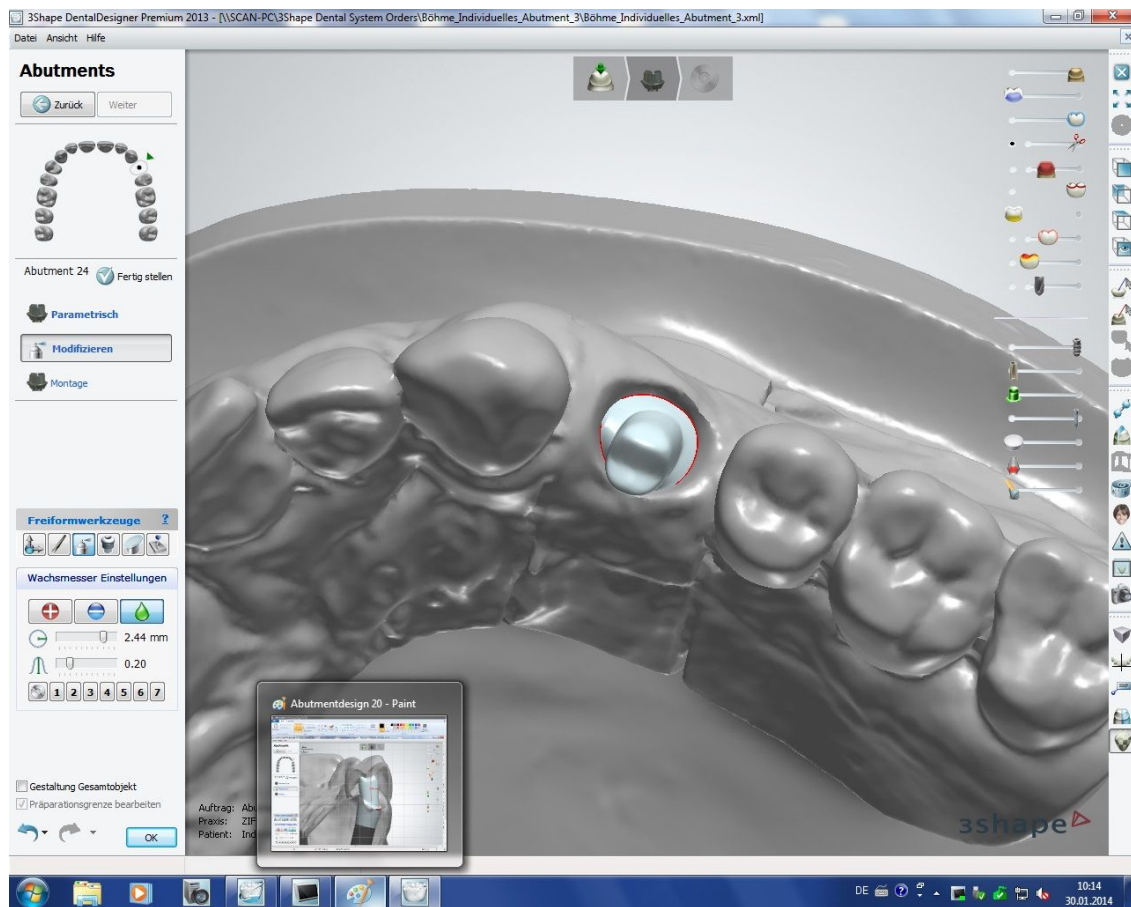 3Shape DentalDesigner Premium 2013 - [\\SCAN-PC\3Shape Dental System Orders\Böhme_Individuelles_Abutment_3\Böhme_Individuelles_Abutment_3.xml]
Datei Ansicht Hilfe
Abutments
Zurück Weiter
Abutment 24 Fertig stellen
Parametrisch
Modifizieren
Montage
Freiformwerkzeuge ?
Wachsmesser Einstellungen
2.44 mm
0.20
1 2 3 4 5 6 7
Gestaltung Gesamtobjekt
Präparationsgrenze bearbeiten
OK
Abutmentdesign 20 - Paint
Auftrag: Abu
Praxis: ZIF
Patient: Ind
3shape
DE
10:14
30.01.2014